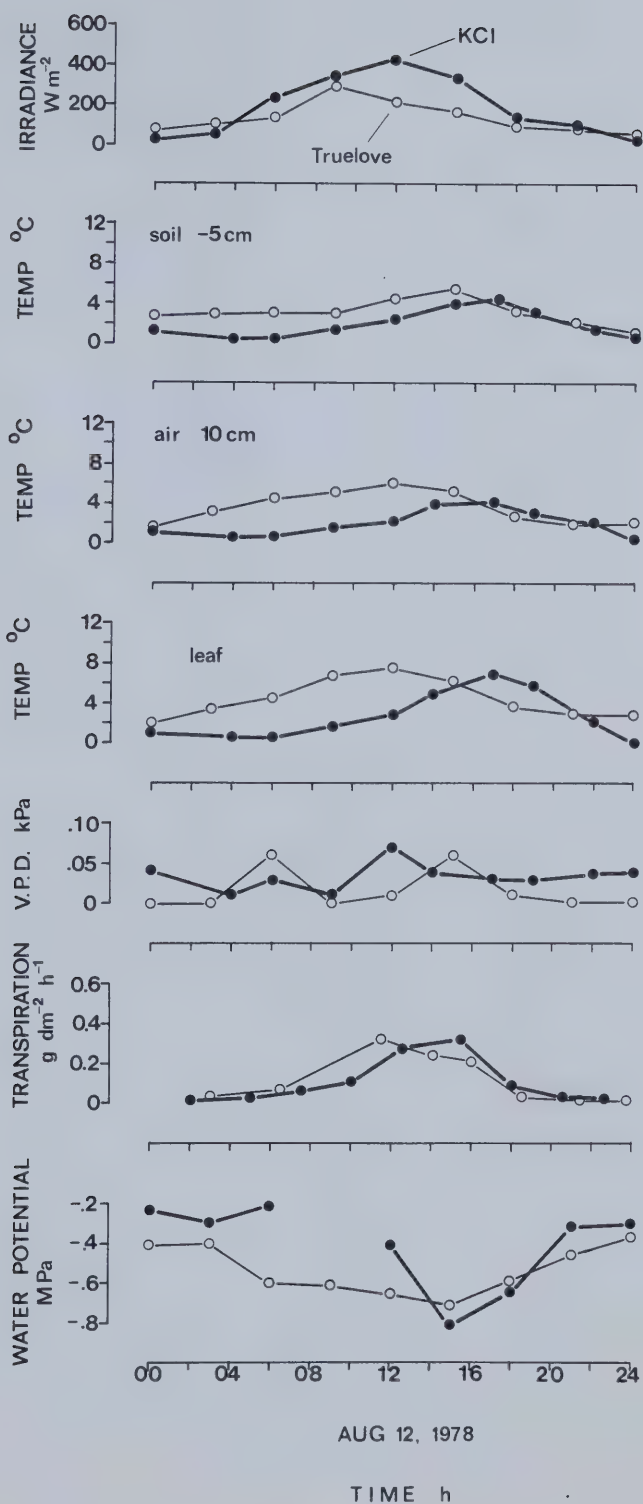 IRRADIANCE
W m⁻²
600
400
200
0
KCI
Truelove
TEMP °C
12
8
4
0
soil -5cm
TEMP °C
12
8
4
0
air 10cm
TEMP °C
12
8
4
0
leaf
V.P.D. kPa
.10
.05
0
TRANSPIRATION
g dm⁻² h⁻¹
0.6
0.4
0.2
0
WATER POTENTIAL
MPa
-.2
-.4
-.6
-.8
00 04 08 12 16 20 24
AUG 12, 1978
TIME h